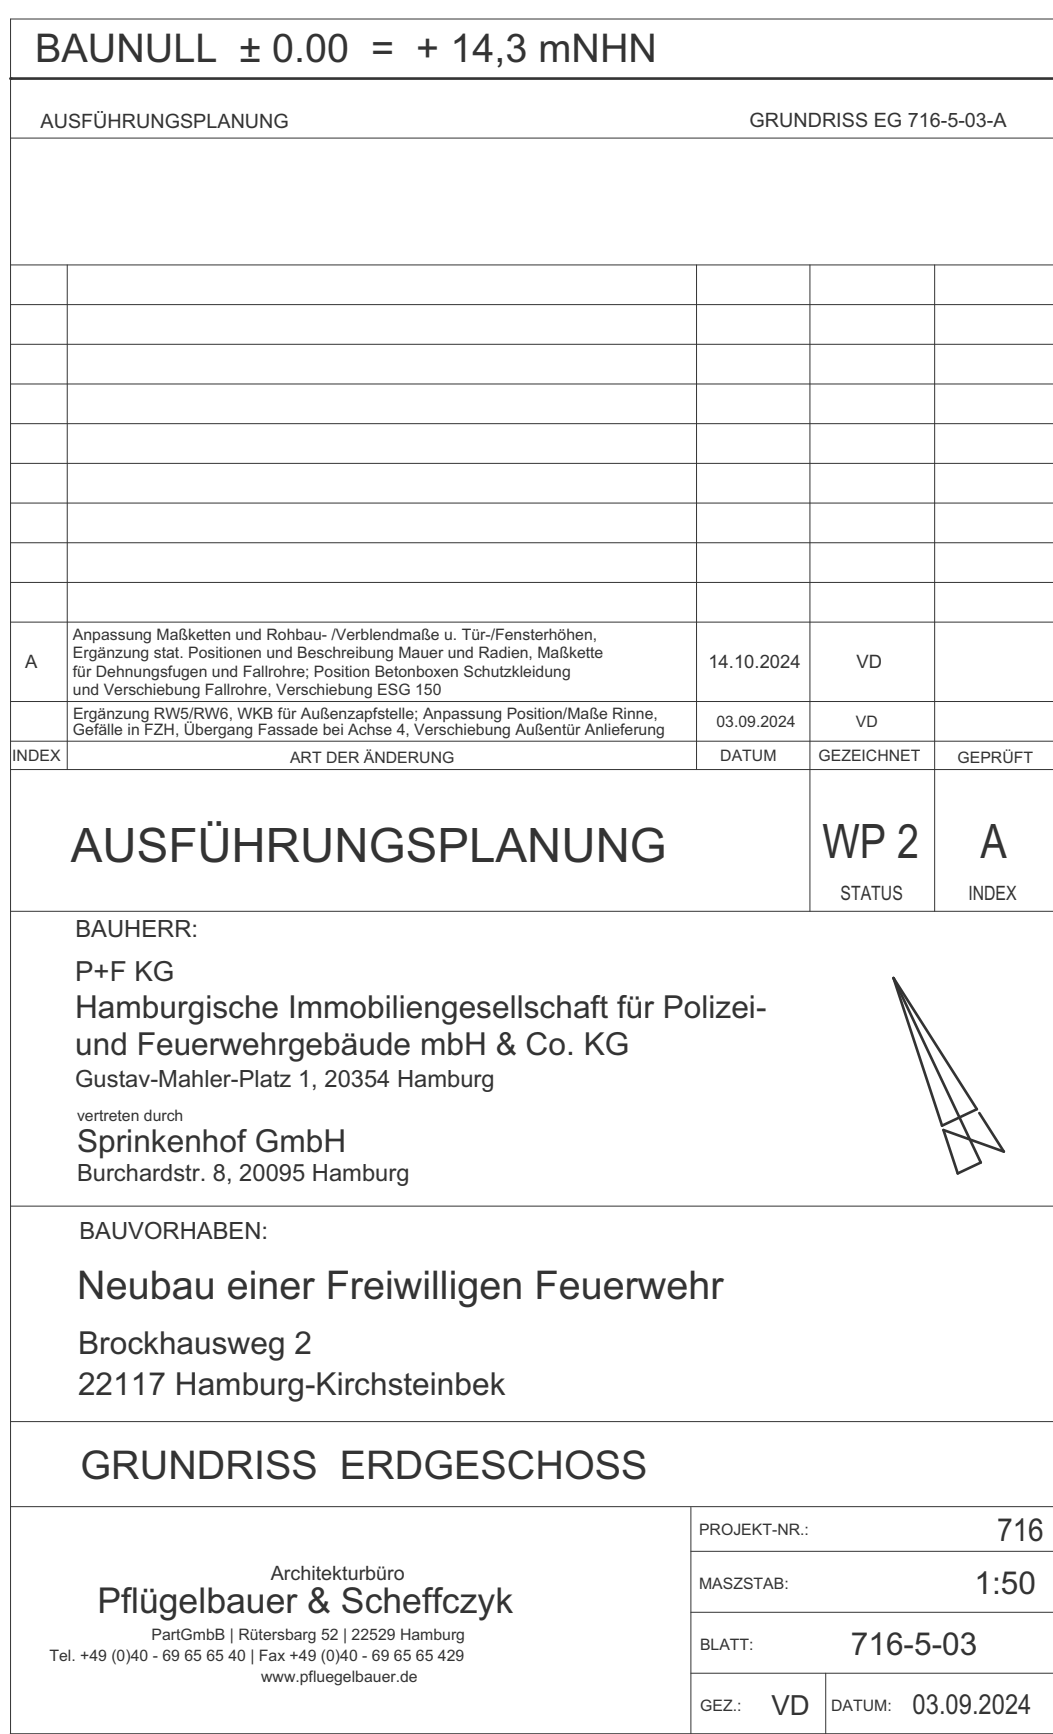 BAUNULL ± 0.00 = + 14,3 mNHN
AUSFÜHRUNGSPLANUNG GRUNDRISS EG 716-5-03-A
Anpassung Maßketten und Rohbau- /Verblendmaße u. Tür-/Fensterhöhen,
Ergänzung stat. Positionen und Beschreibung Mauer und Radien, Maßkette
A für Dehnungsfugen und Fallrohre; Position Betonboxen Schutzkleidung 14.10.2024 VD
und Verschiebung Fallrohre, Verschiebung ESG 150
Ergänzung RW5/RW6, WKB für Außenzapfstelle; Anpassung Position/Maße Rinne, 03.09.2024 VD
Gefälle in FZH, Übergang Fassade bei Achse 4, Verschiebung Außentür Anlieferung
INDEX ART DER ÄNDERUNG DATUM GEZEICHNET GEPRÜFT
AUSFÜHRUNGSPLANUNG WP 2 A
STATUS INDEX
BAUHERR:
P+F KG
Hamburgische Immobiliengesellschaft für Polizei-
und Feuerwehrgebäude mbH & Co. KG
Gustav-Mahler-Platz 1, 20354 Hamburg
vertreten durch
Sprinkenhof GmbH
Burchardstr. 8, 20095 Hamburg
BAUVORHABEN:
Neubau einer Freiwilligen Feuerwehr
Brockhausweg 2
22117 Hamburg-Kirchsteinbek
GRUNDRISS ERDGESCHOSS
Architekturbüro
Pflügelbauer & Scheffczyk
PartGmbB | Rütersbarg 52 | 22529 Hamburg
Tel. +49 (0)40 - 69 65 65 40 | Fax +49 (0)40 - 69 65 65 429
www.pfluegelbauer.de
PROJEKT-NR.: 716
MASZSTAB: 1:50
BLATT: 716-5-03
GEZ.: VD DATUM: 03.09.2024